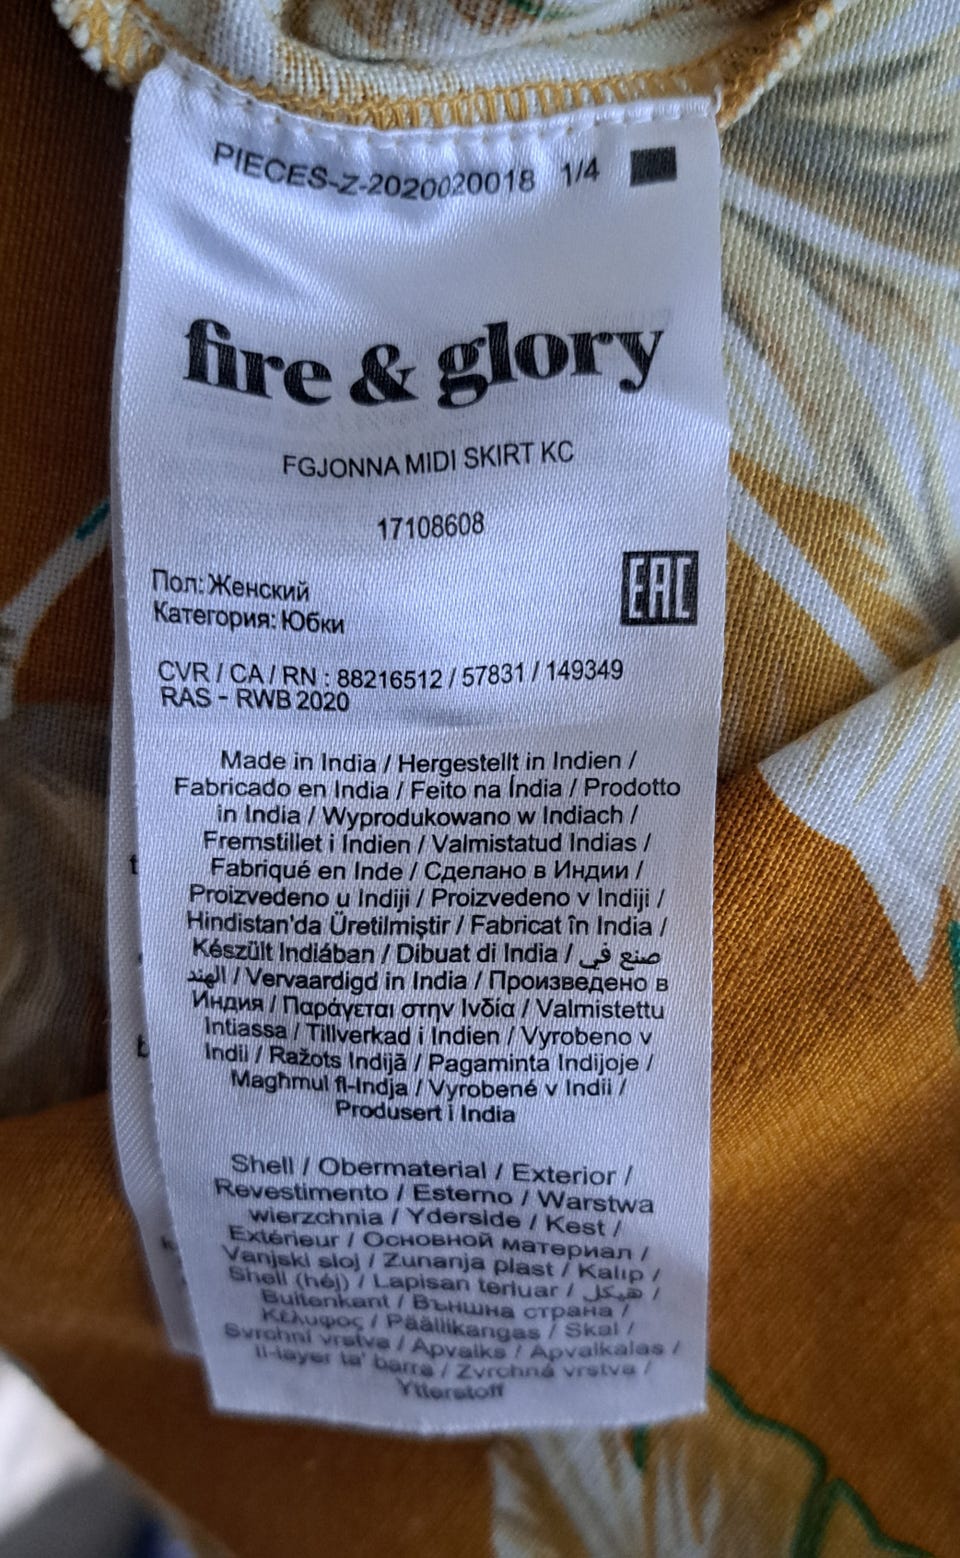 PIECES-Z-2020020018 1/4
fire & glory
FGJONNA MIDI SKIRT KC
17108608
Пол: Женский
Категория: Юбки
EAC
CVR / CA / RN : 88216512 / 57831 / 149349
RAS - RWB 2020
Made in India / Hergestellt in Indien /
Fabricado en India / Feito na Índia / Prodotto
in India / Wyprodukowano w Indiach /
Fremstillet i Indien / Valmistatud Indias /
Fabriqué en Inde / Сделано в Индии /
Proizvedeno u Indiji / Proizvedeno v Indiji /
Hindistan'da Üretilmiştir / Fabricat în India /
Készült Indiában / Dibuat di India / صنع في
الهند / Vervaardigd in India / Произведено в
Индия / Παράγεται στην Ινδία / Valmistettu
Intiassa / Tillverkad i Indien / Vyrobeno v
Indii / Ražots Indijā / Pagaminta Indijoje /
Magħmul fl-Indja / Vyrobené v Indii /
Produsert i India
Shell / Obermaterial / Exterior /
Revestimento / Esterno / Warstwa
wierzchnia / Yderside / Kest /
Extérieur / Основной материал /
Vanjski sloj / Zunanja plast / Kalıp /
Shell (héj) / Lapisan terluar / هيكل /
Buitenkant / Външна страна /
Κέλυφος / Päällikangas / Skal /
Svrchní vrstva / Apvalks / Apvalkalas /
Il-layer ta' barra / Zvrchná vrstva /
Ytterstoff